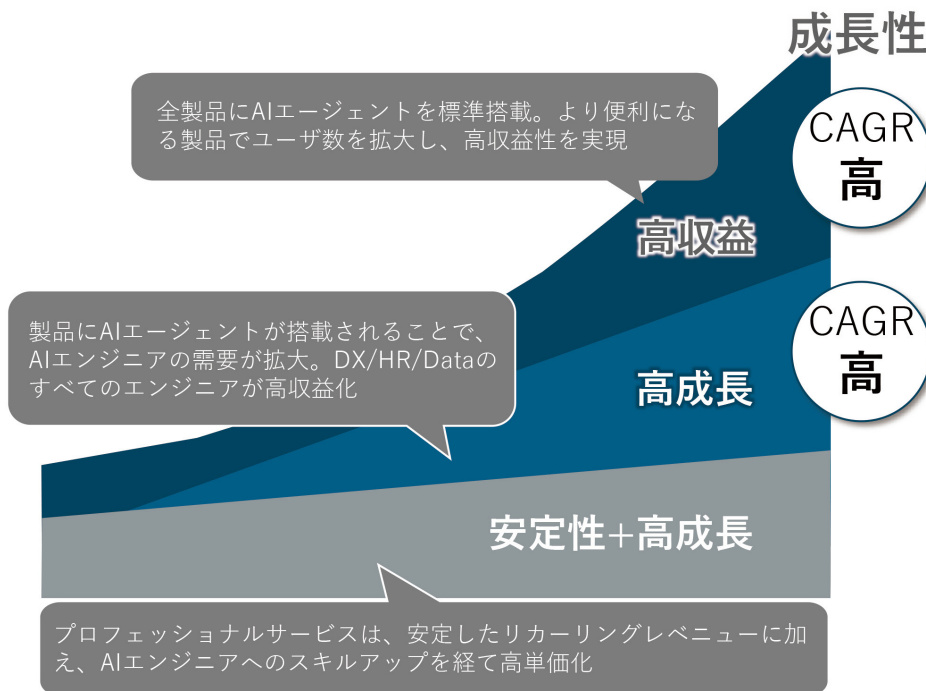 成長性
全製品にAIエージェントを標準搭載。より便利にな
る製品でユーザ数を拡大し、高収益性を実現
CAGR
高
高収益
製品にAIエージェントが搭載されることで、
AIエンジニアの需要が拡大。DX/HR/Dataの
すべてのエンジニアが高収益化
CAGR
高
高成長
安定性+高成長
プロフェッショナルサービスは、安定したリカーリングレベニューに加
え、AIエンジニアへのスキルアップを経て高単価化